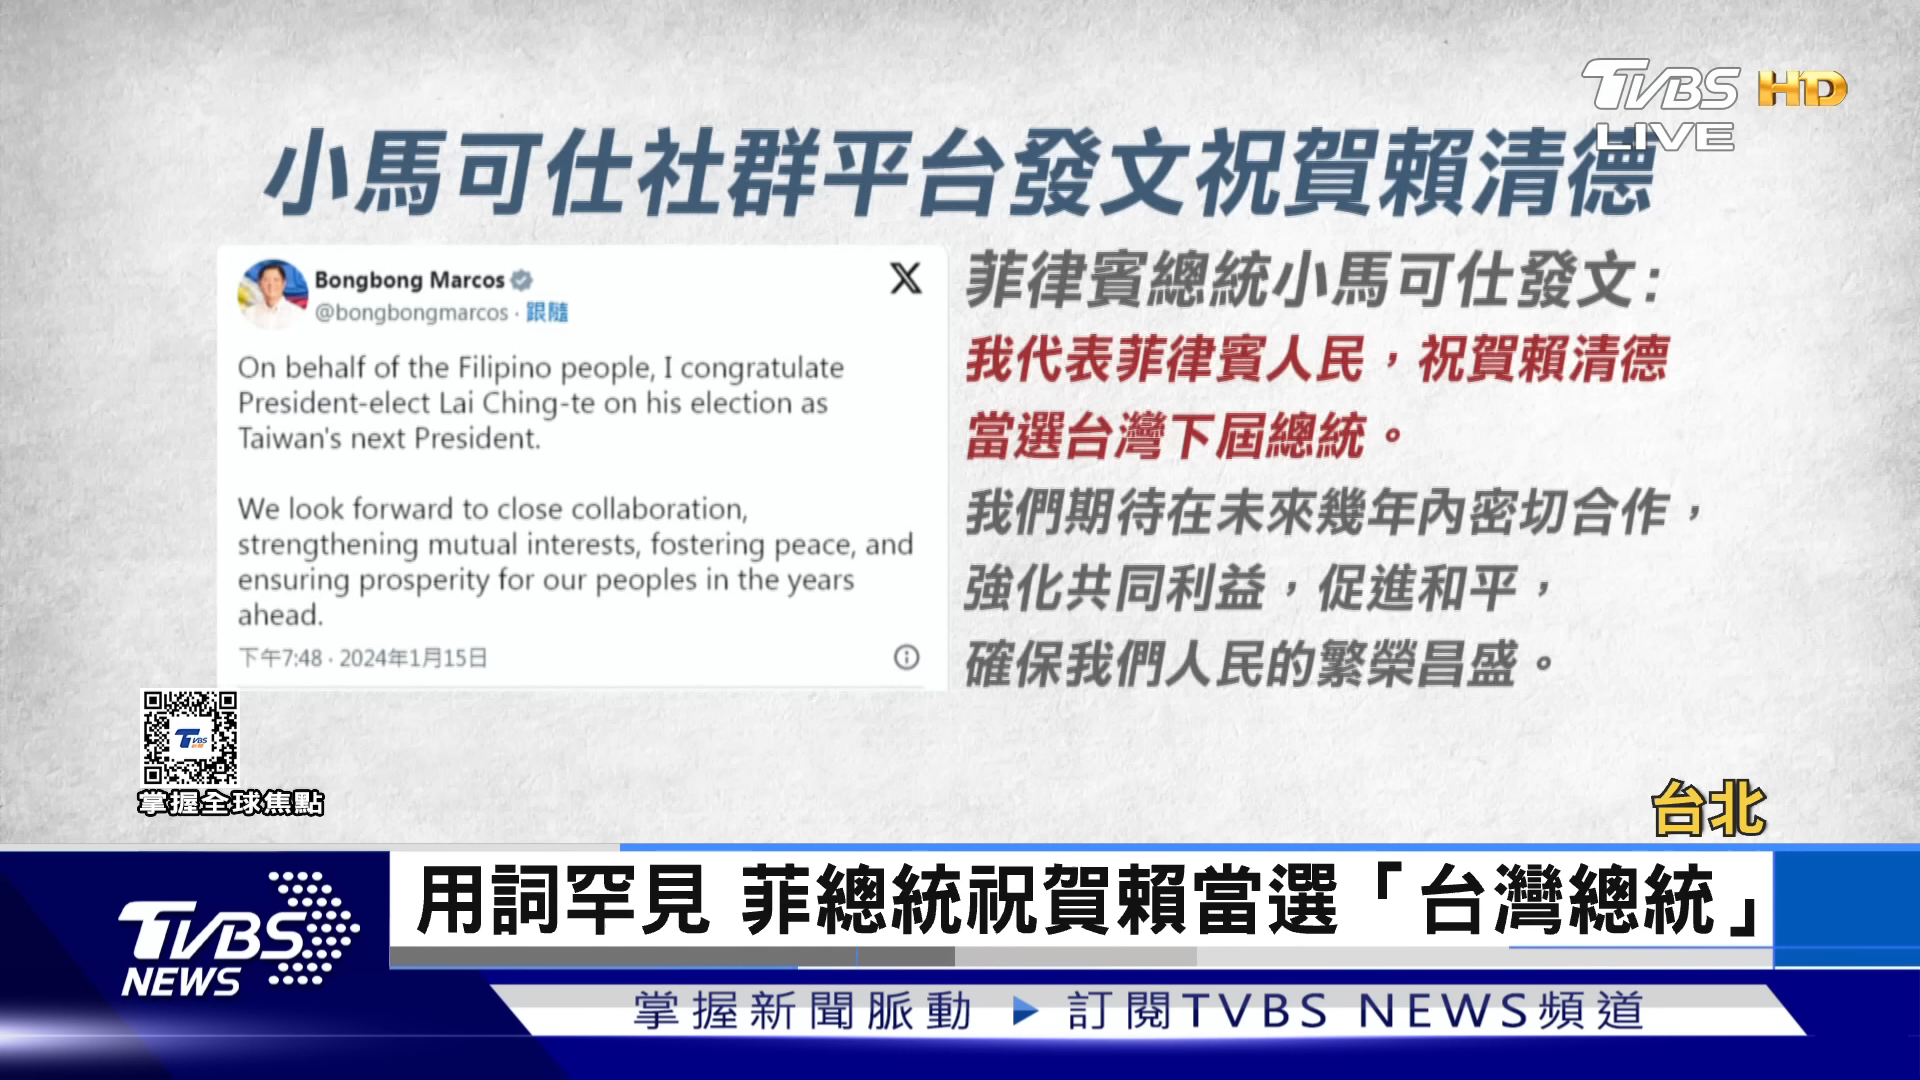 TVBS HD
LIVE
小馬可仕社群平台發文祝賀賴清德
Bongbong Marcos
@bongbongmarcos · 跟隨
On behalf of the Filipino people, I congratulate
President-elect Lai Ching-te on his election as
Taiwan's next President.
We look forward to close collaboration,
strengthening mutual interests, fostering peace, and
ensuring prosperity for our peoples in the years
ahead.
下午7:48 · 2024年1月15日
菲律賓總統小馬可仕發文:
我代表菲律賓人民，祝賀賴清德
當選台灣下屆總統。
我們期待在未來幾年內密切合作，
強化共同利益，促進和平，
確保我們人民的繁榮昌盛。
TVBS
新聞
掌握全球焦點
台北
用詞罕見 菲總統祝賀賴當選「台灣總統」
TVBS
NEWS
掌握新聞脈動 ▶ 訂閱TVBS NEWS頻道